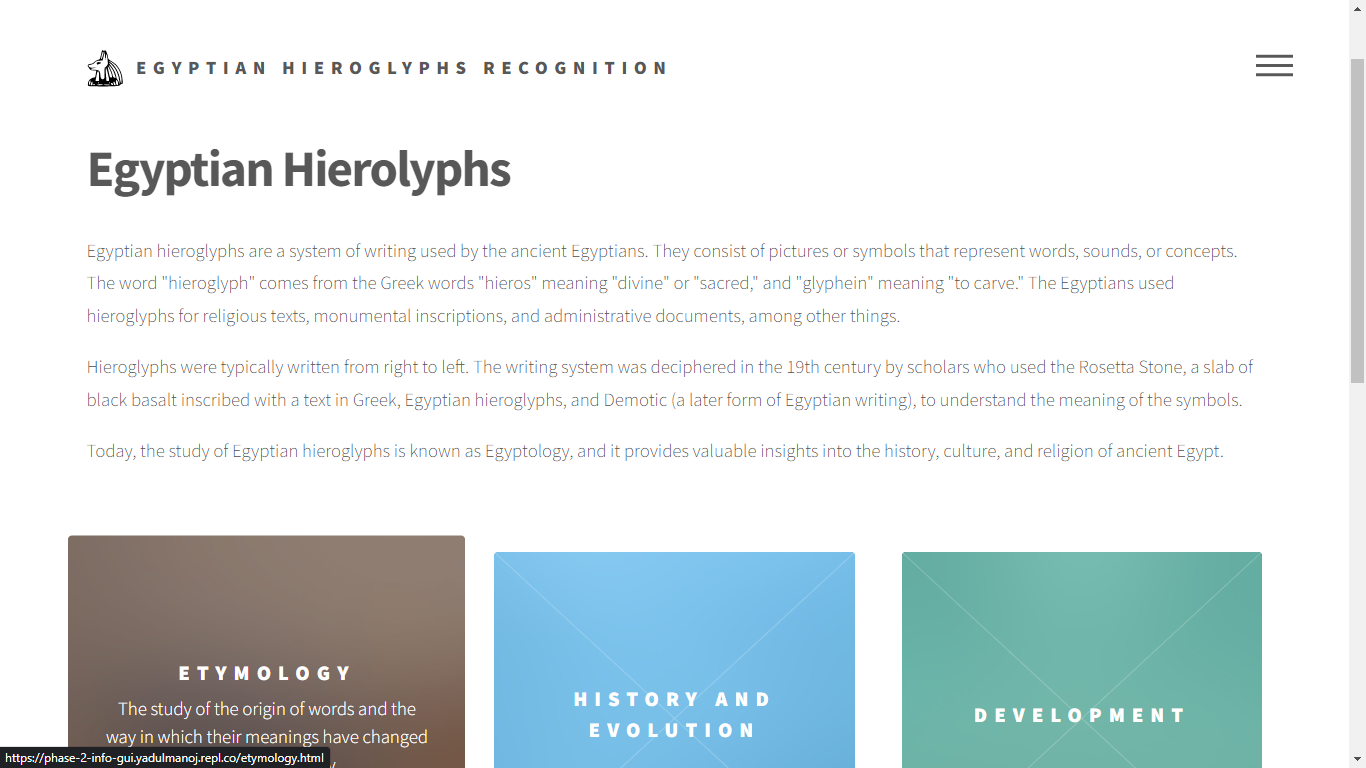 EGYPTIAN HIEROGLYPHS RECOGNITION
Egyptian Hierolyphs
Egyptian hieroglyphs are a system of writing used by the ancient Egyptians. They consist of pictures or symbols that represent words, sounds, or concepts.
The word "hieroglyph" comes from the Greek words "hieros" meaning "divine" or "sacred," and "glyphein" meaning "to carve." The Egyptians used
hieroglyphs for religious texts, monumental inscriptions, and administrative documents, among other things.
Hieroglyphs were typically written from right to left. The writing system was deciphered in the 19th century by scholars who used the Rosetta Stone, a slab of
black basalt inscribed with a text in Greek, Egyptian hieroglyphs, and Demotic (a later form of Egyptian writing), to understand the meaning of the symbols.
Today, the study of Egyptian hieroglyphs is known as Egyptology, and it provides valuable insights into the history, culture, and religion of ancient Egypt.
ETYMOLOGY
The study of the origin of words and the
way in which their meanings have changed
HISTORY AND
EVOLUTION
DEVELOPMENT
https://phase-2-info-gui.yadulmanoj.repl.co/etymology.html